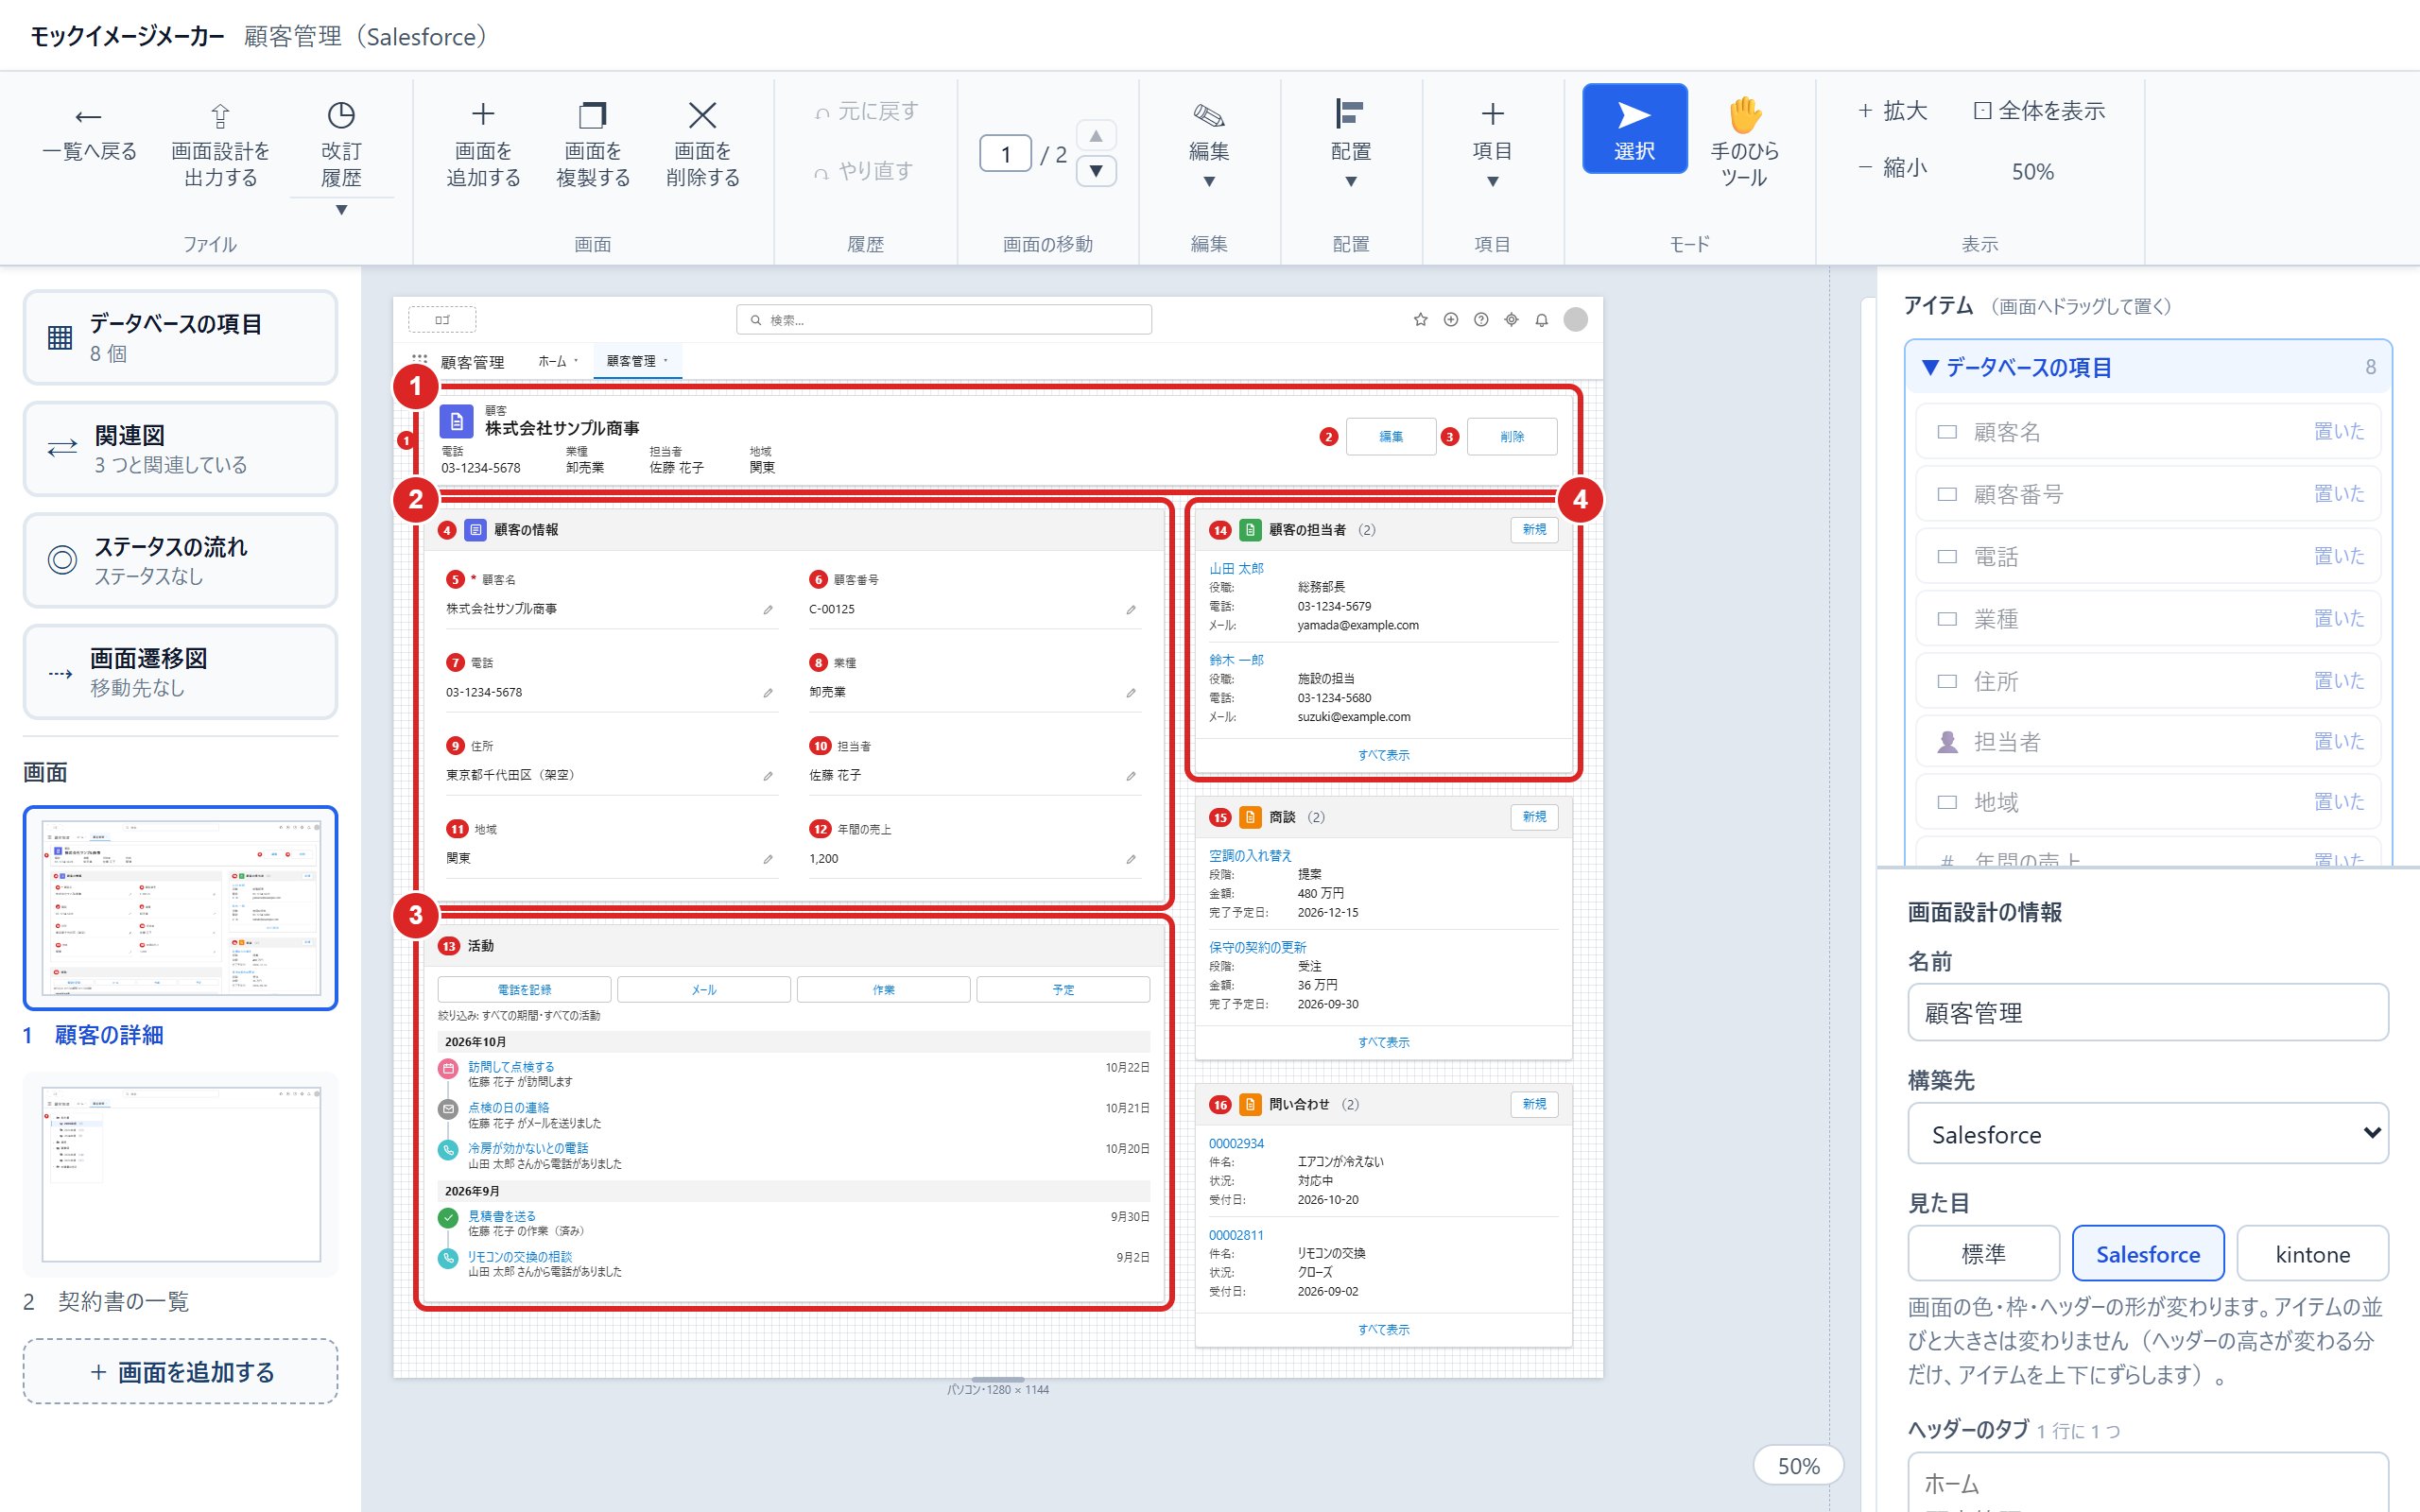 モックイメージメーカー 顧客管理（Salesforce）
一覧へ戻る
画面設計を
出力する
改訂
履歴
▼
ファイル
画面を
追加する
画面を
複製する
画面を
削除する
画面
元に戻す
やり直す
履歴
1 / 2
▲
▼
画面の移動
編集
▼
編集
配置
▼
配置
項目
▼
項目
選択
手のひら
ツール
モード
＋ 拡大
全体を表示
－ 縮小
50%
表示
データベースの項目
8 個
関連図
3 つと関連している
ステータスの流れ
ステータスなし
画面遷移図
移動先なし
画面
1 顧客の詳細
2 契約書の一覧
＋ 画面を追加する
ロゴ
検索...
顧客管理 ホーム 顧客管理
1
1
顧客
株式会社サンプル商事
電話 業種 担当者 地域
03-1234-5678 卸売業 佐藤 花子 関東
2 編集 3 削除
2
4 顧客の情報
5 * 顧客名
株式会社サンプル商事
6 顧客番号
C-00125
7 電話
03-1234-5678
8 業種
卸売業
9 住所
東京都千代田区（架空）
10 担当者
佐藤 花子
11 地域
関東
12 年間の売上
1,200
3
13 活動
電話を記録 メール 作業 予定
絞り込み: すべての期間・すべての活動
2026年10月
訪問して点検する 10月22日
佐藤 花子 が訪問します
点検の日の連絡 10月21日
佐藤 花子 がメールを送りました
冷房が効かないとの電話 10月20日
山田 太郎 さんから電話がありました
2026年9月
見積書を送る 9月30日
佐藤 花子 の作業（済み）
リモコンの交換の相談 9月2日
山田 太郎 さんから電話がありました
4
14 顧客の担当者 （2） 新規
山田 太郎
役職: 総務部長
電話: 03-1234-5679
メール: yamada@example.com
鈴木 一郎
役職: 施設の担当
電話: 03-1234-5680
メール: suzuki@example.com
すべて表示
15 商談 （2） 新規
空調の入れ替え
段階: 提案
金額: 480 万円
完了予定日: 2026-12-15
保守の契約の更新
段階: 受注
金額: 36 万円
完了予定日: 2026-09-30
すべて表示
16 問い合わせ （2） 新規
00002934
件名: エアコンが冷えない
状況: 対応中
受付日: 2026-10-20
00002811
件名: リモコンの交換
状況: クローズ
受付日: 2026-09-02
すべて表示
パソコン・1280 × 1144
50%
アイテム （画面へドラッグして置く）
▼ データベースの項目 8
顧客名 置いた
顧客番号 置いた
電話 置いた
業種 置いた
住所 置いた
担当者 置いた
地域 置いた
# 年間の売上 置いた
画面設計の情報
名前
顧客管理
構築先
Salesforce
見た目
標準 Salesforce kintone
画面の色・枠・ヘッダーの形が変わります。アイテムの並
びと大きさは変わりません（ヘッダーの高さが変わる分
だけ、アイテムを上下にずらします）。
ヘッダーのタブ 1 行に 1 つ
ホーム